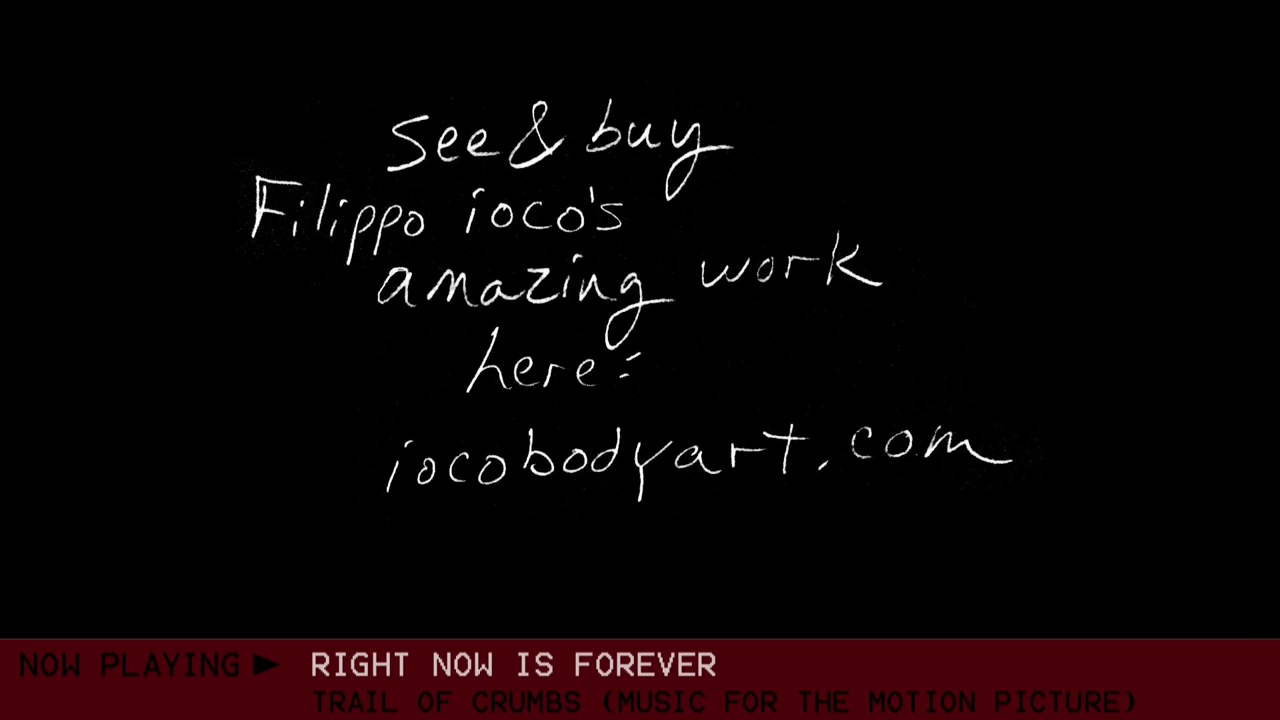 See & buy
Filippo ioco's
amazing work
here:
iocobodyart.com
NOW PLAYING ► RIGHT NOW IS FOREVER
TRAIL OF CRUMBS (MUSIC FOR THE MOTION PICTURE)